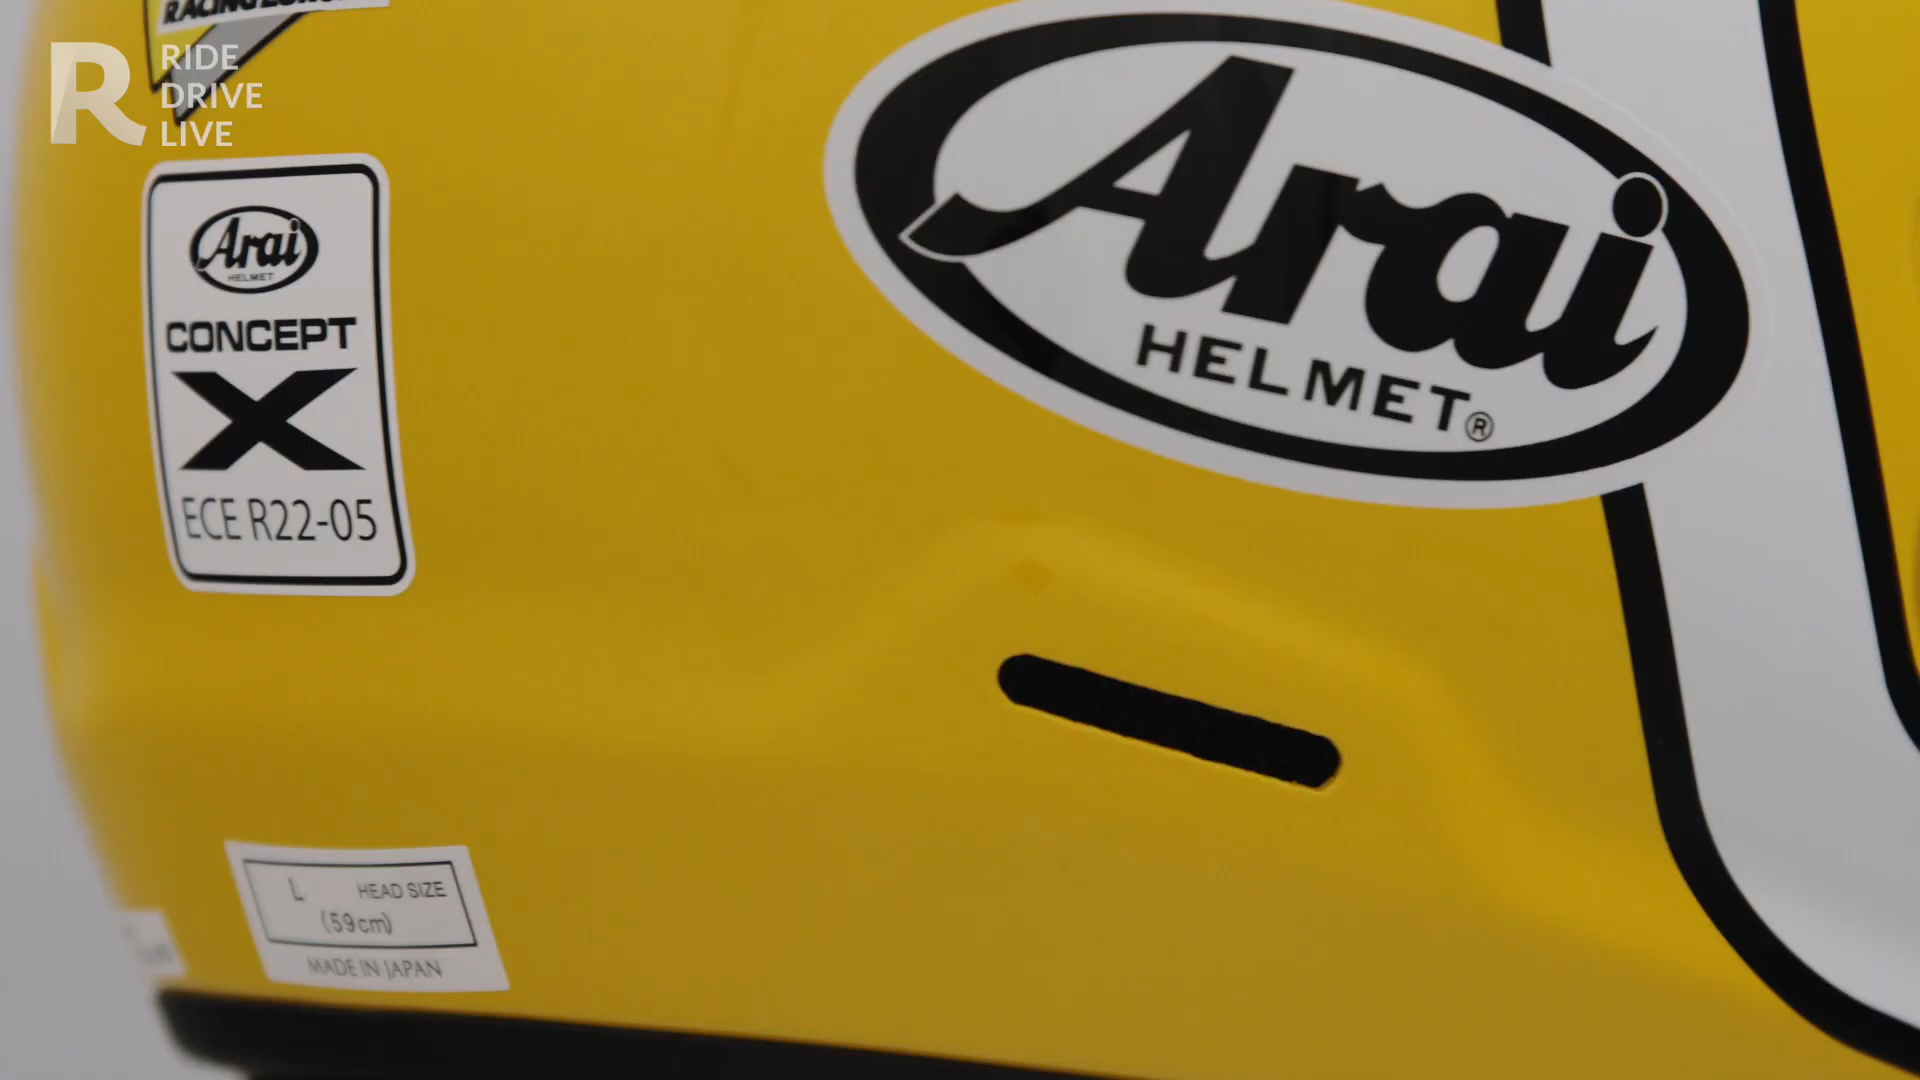 RIDE
DRIVE
LIVE
Arai
HELMET
CONCEPT
X
ECE R22-05
Arai
HELMET®
L HEAD SIZE
(59cm)
MADE IN JAPAN